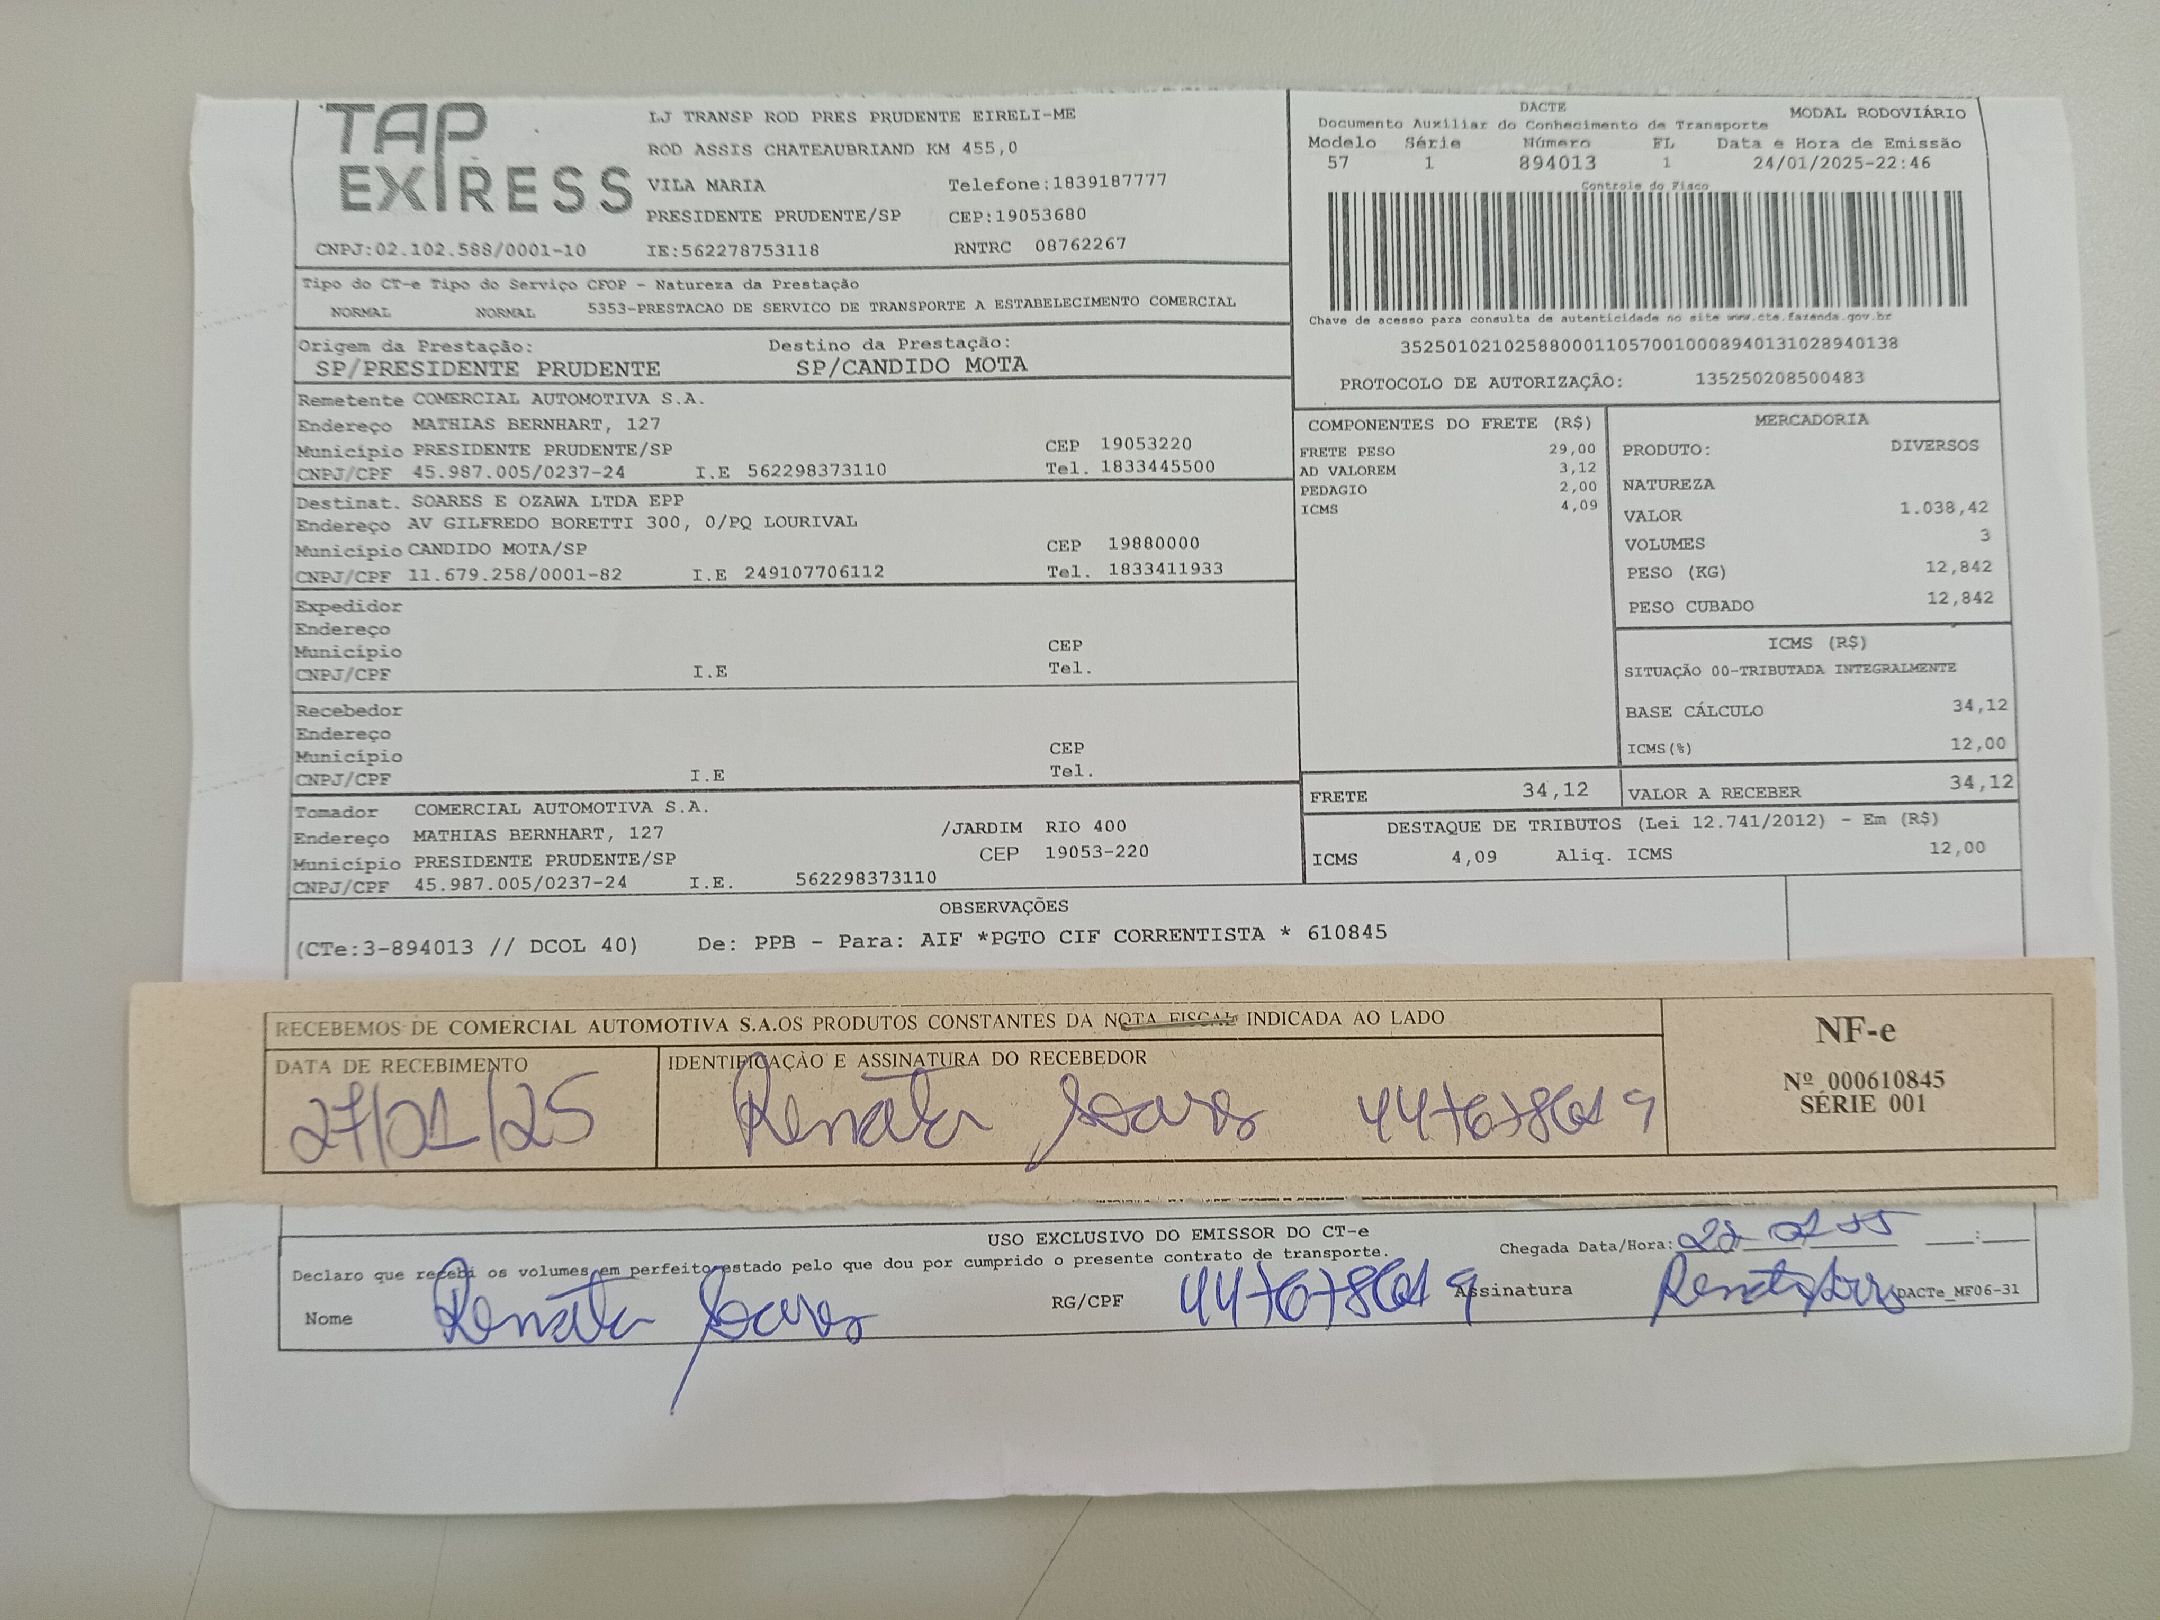 TAP EXPRESS
LJ TRANSP ROD PRES PRUDENTE EIRELI-ME
ROD ASSIS CHATEAUBRIAND KM 455,0
VILA MARIA Telefone:1839187777
PRESIDENTE PRUDENTE/SP CEP:19053680
CNPJ:02.102.588/0001-10 IE:562278753118 RNTRC 08762267
DACTE MODAL RODOVIÁRIO
Documento Auxiliar do Conhecimento de Transporte
Modelo Série Número FL Data e Hora de Emissão
57 1 894013 1 24/01/2025-22:46
Controle do Fisco
Chave de acesso para consulta de autenticidade no site www.cte.fazenda.gov.br
35250102102588000110570010008940131028940138
PROTOCOLO DE AUTORIZAÇÃO: 135250208500483
Tipo do CT-e Tipo do Serviço CFOP - Natureza da Prestação
NORMAL NORMAL 5353-PRESTACAO DE SERVICO DE TRANSPORTE A ESTABELECIMENTO COMERCIAL
Origem da Prestação: Destino da Prestação:
SP/PRESIDENTE PRUDENTE SP/CANDIDO MOTA
Remetente COMERCIAL AUTOMOTIVA S.A.
Endereço MATHIAS BERNHART, 127
Município PRESIDENTE PRUDENTE/SP CEP 19053220
CNPJ/CPF 45.987.005/0237-24 I.E 562298373110 Tel. 1833445500
Destinat. SOARES E OZAWA LTDA EPP
Endereço AV GILFREDO BORETTI 300, 0/PQ LOURIVAL
Município CANDIDO MOTA/SP CEP 19880000
CNPJ/CPF 11.679.258/0001-82 I.E 249107706112 Tel. 1833411933
Expedidor
Endereço
Município CEP
CNPJ/CPF I.E Tel.
Recebedor
Endereço
Município CEP
CNPJ/CPF I.E Tel.
Tomador COMERCIAL AUTOMOTIVA S.A.
Endereço MATHIAS BERNHART, 127 /JARDIM RIO 400
Município PRESIDENTE PRUDENTE/SP CEP 19053-220
CNPJ/CPF 45.987.005/0237-24 I.E. 562298373110
COMPONENTES DO FRETE (R$)
FRETE PESO 29,00
AD VALOREM 3,12
PEDAGIO 2,00
ICMS 4,09
MERCADORIA
PRODUTO: DIVERSOS
NATUREZA
VALOR 1.038,42
VOLUMES 3
PESO (KG) 12,842
PESO CUBADO 12,842
ICMS (R$)
SITUAÇÃO 00-TRIBUTADA INTEGRALMENTE
BASE CÁLCULO 34,12
ICMS(%) 12,00
FRETE 34,12 VALOR A RECEBER 34,12
DESTAQUE DE TRIBUTOS (Lei 12.741/2012) - Em (R$)
ICMS 4,09 Aliq. ICMS 12,00
OBSERVAÇÕES
(CTe:3-894013 // DCOL 40) De: PPB - Para: AIF *PGTO CIF CORRENTISTA * 610845
RECEBEMOS DE COMERCIAL AUTOMOTIVA S.A.OS PRODUTOS CONSTANTES DA NOTA FISCAL INDICADA AO LADO
DATA DE RECEBIMENTO IDENTIFICAÇÃO E ASSINATURA DO RECEBEDOR
27/01/25 Renata Soares
NF-e
Nº 000610845
SÉRIE 001
USO EXCLUSIVO DO EMISSOR DO CT-e
Declaro que recebi os volumes em perfeito estado pelo que dou por cumprido o presente contrato de transporte.
Chegada Data/Hora: :
Nome Renata Soares RG/CPF Assinatura Renata Soares DACTe_MF06-31